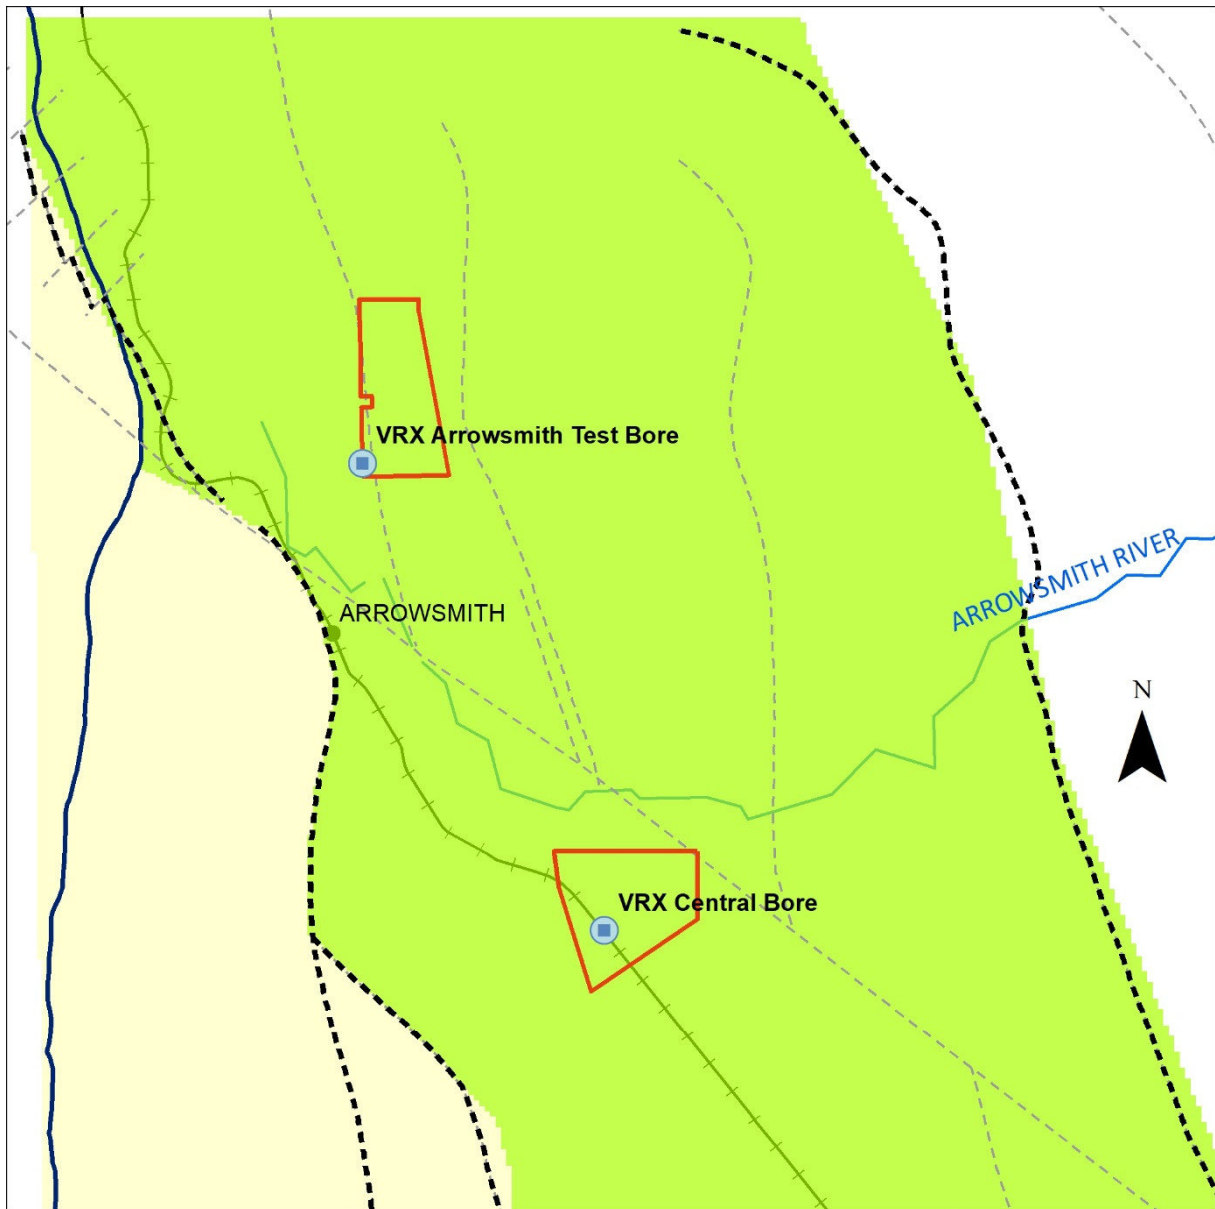 VRX Arrowsmith Test Bore
ARROWSMITH RIVER
ARROWSMITH
N
VRX Central Bore